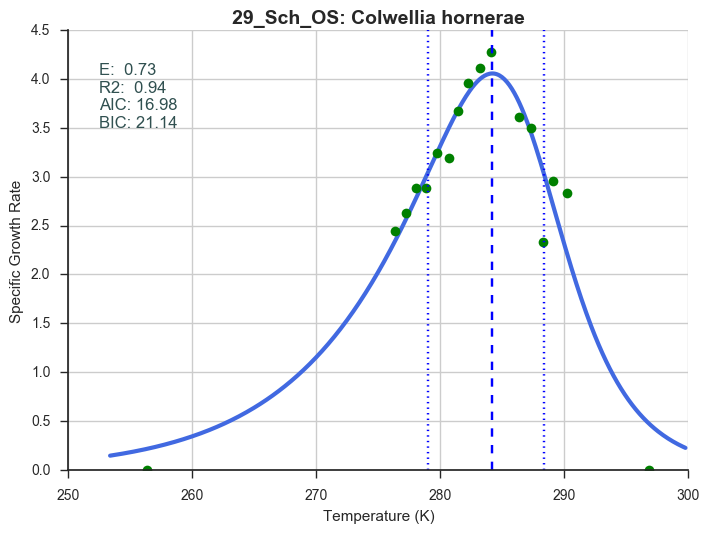 29_Sch_OS: Colwellia hornerae
E: 0.73
R2: 0.94
AIC: 16.98
BIC: 21.14
Specific Growth Rate
4.5
4.0
3.5
3.0
2.5
2.0
1.5
1.0
0.5
0.0
250 260 270 280 290 300
Temperature (K)